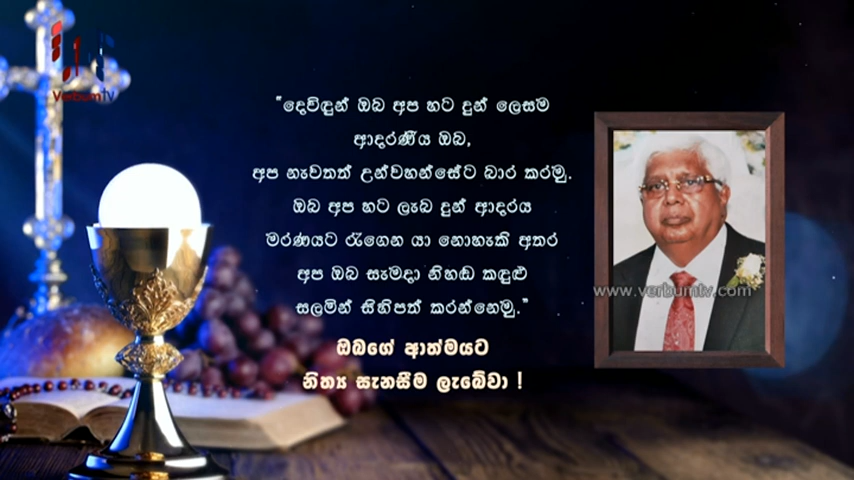 VerbumTV
"දෙවිඳුන් ඔබ අප හට දුන් ලෙසම
ආදරණීය ඔබ,
අප නැවතත් උන්වහන්සේට බාර කරමු.
ඔබ අප හට ලැබ දුන් ආදරය
මරණයට රැගෙන යා නොහැකි අතර
අප ඔබ සැමදා නිහඬ කඳුළු
සලමින් සිහිපත් කරන්නෙමු."
ඔබගේ ආත්මයට
නිත්‍ය සැනසීම ලැබේවා !
www.verbumtv.com